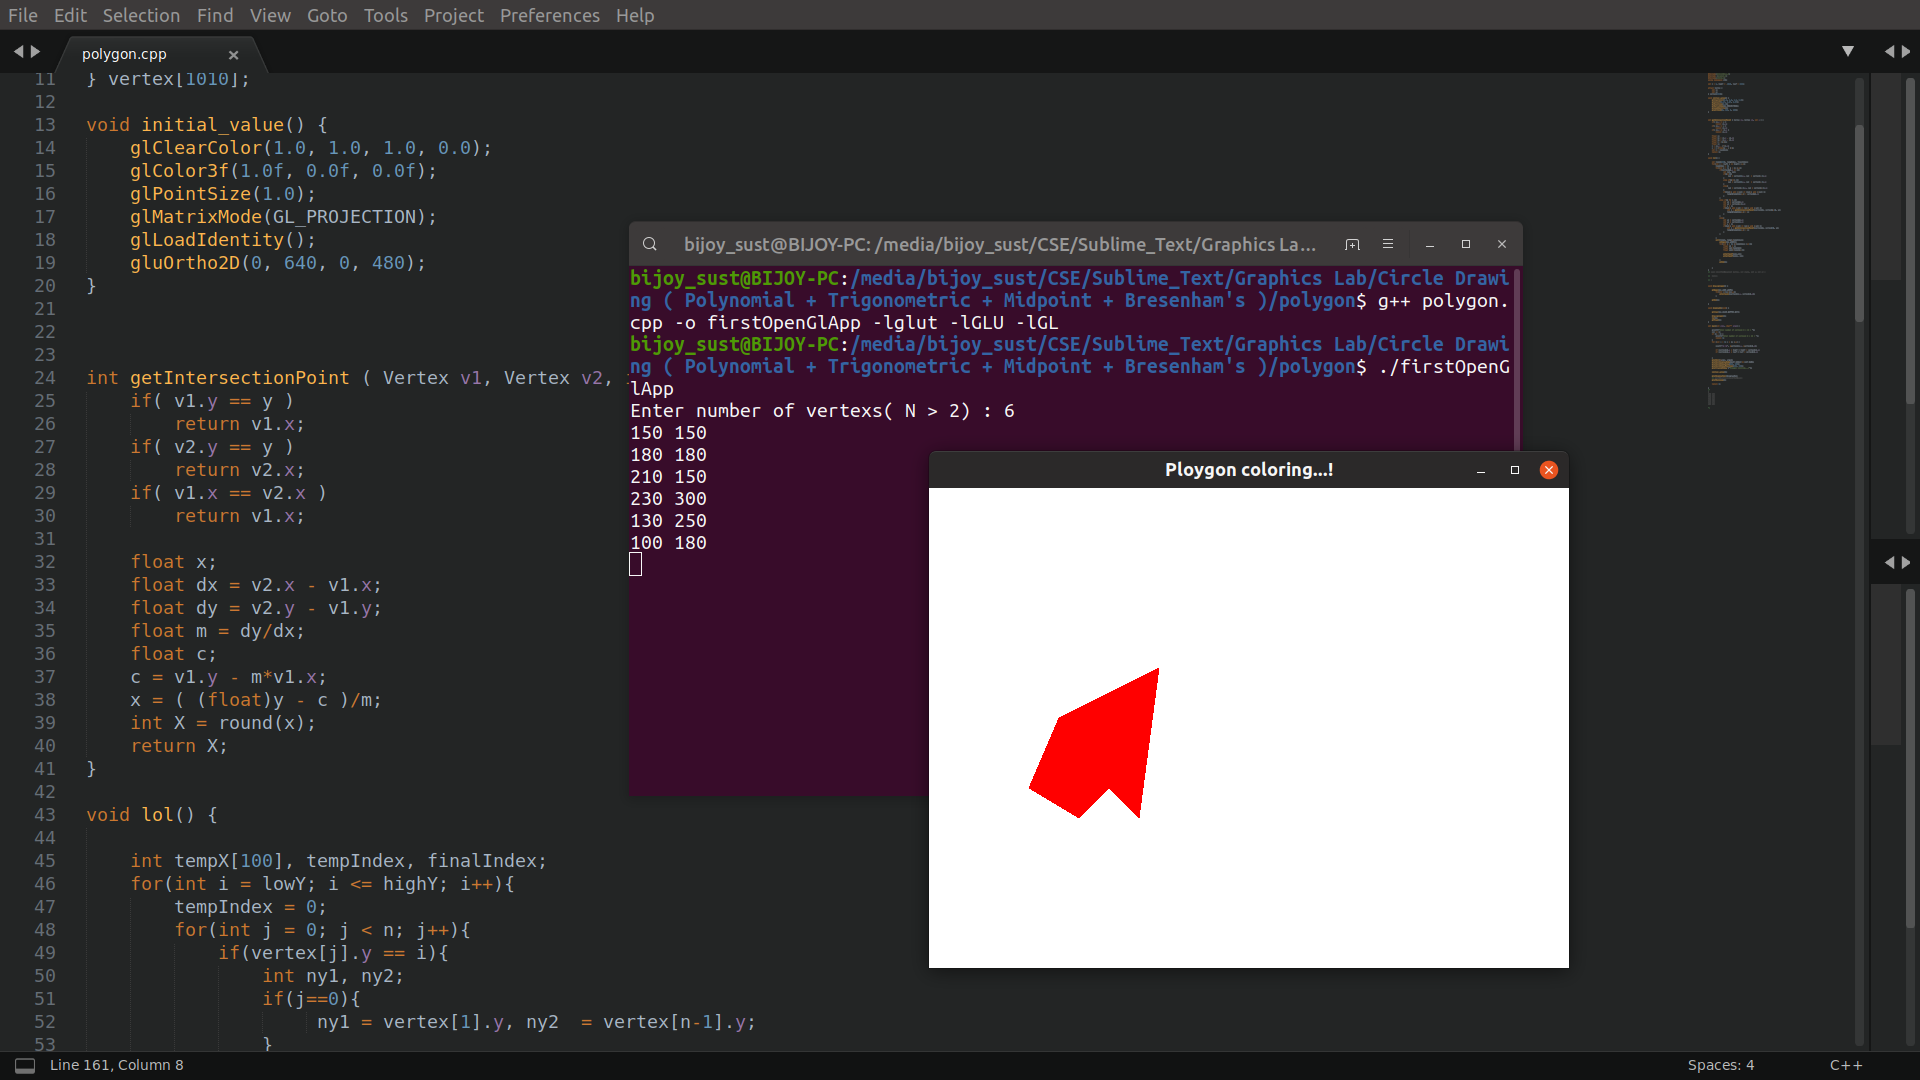 File Edit Selection Find View Goto Tools Project Preferences Help
polygon.cpp
11 } vertex[1010];
12
13 void initial_value() {
14 glClearColor(1.0, 1.0, 1.0, 0.0);
15 glColor3f(1.0f, 0.0f, 0.0f);
16 glPointSize(1.0);
17 glMatrixMode(GL_PROJECTION);
18 glLoadIdentity();
19 gluOrtho2D(0, 640, 0, 480);
20 }
21
22
23
24 int getIntersectionPoint ( Vertex v1, Vertex v2,
25 if( v1.y == y )
26 return v1.x;
27 if( v2.y == y )
28 return v2.x;
29 if( v1.x == v2.x )
30 return v1.x;
31
32 float x;
33 float dx = v2.x - v1.x;
34 float dy = v2.y - v1.y;
35 float m = dy/dx;
36 float c;
37 c = v1.y - m*v1.x;
38 x = ( (float)y - c )/m;
39 int X = round(x);
40 return X;
41 }
42
43 void lol() {
44
45 int tempX[100], tempIndex, finalIndex;
46 for(int i = lowY; i <= highY; i++){
47 tempIndex = 0;
48 for(int j = 0; j < n; j++){
49 if(vertex[j].y == i){
50 int ny1, ny2;
51 if(j==0){
52 ny1 = vertex[1].y, ny2  = vertex[n-1].y;
53 }
bijoy_sust@BIJOY-PC: /media/bijoy_sust/CSE/Sublime_Text/Graphics La...
bijoy_sust@BIJOY-PC:/media/bijoy_sust/CSE/Sublime_Text/Graphics Lab/Circle Drawi
ng ( Polynomial + Trigonometric + Midpoint + Bresenham's )/polygon$ g++ polygon.
cpp -o firstOpenGlApp -lglut -lGLU -lGL
bijoy_sust@BIJOY-PC:/media/bijoy_sust/CSE/Sublime_Text/Graphics Lab/Circle Drawi
ng ( Polynomial + Trigonometric + Midpoint + Bresenham's )/polygon$ ./firstOpenG
lApp
Enter number of vertexs( N > 2) : 6
150 150
180 180
210 150
230 300
130 250
100 180
Ploygon coloring...!
Line 161, Column 8
Spaces: 4
C++